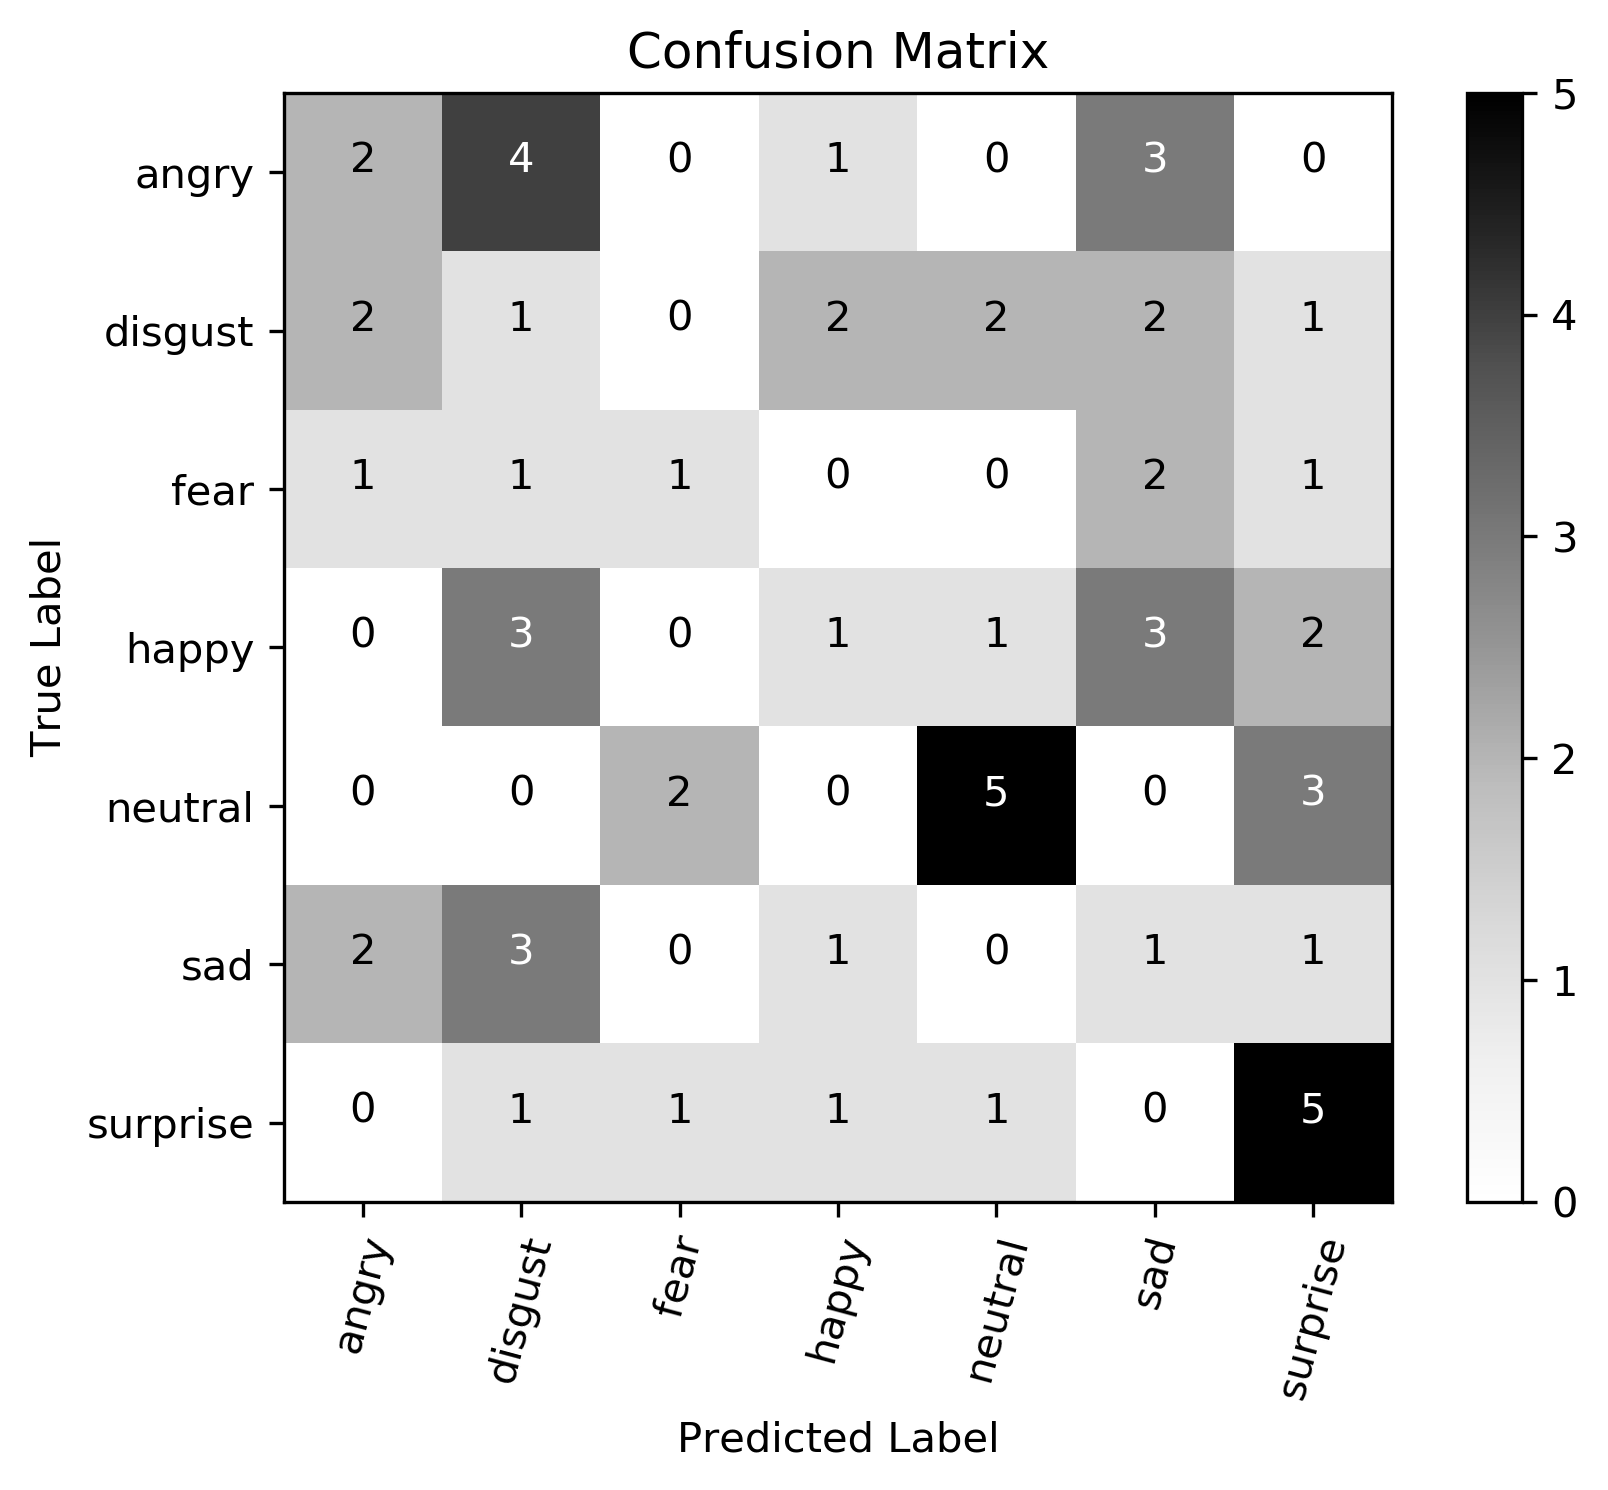 Confusion Matrix
True Label
angry 2 4 0 1 0 3 0
disgust 2 1 0 2 2 2 1
fear 1 1 1 0 0 2 1
happy 0 3 0 1 1 3 2
neutral 0 0 2 0 5 0 3
sad 2 3 0 1 0 1 1
surprise 0 1 1 1 1 0 5
angry disgust fear happy neutral sad surprise
Predicted Label
5
4
3
2
1
0